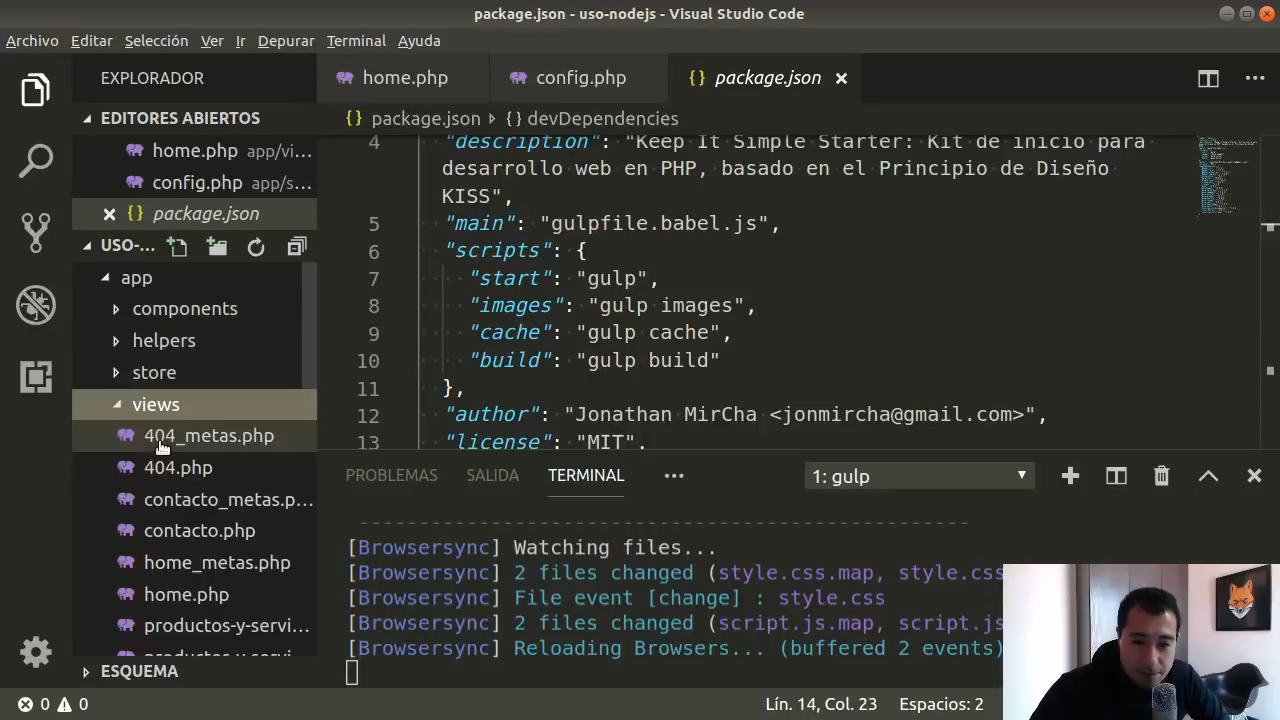 package.json - uso-nodejs - Visual Studio Code
Archivo Editar Selección Ver Ir Depurar Terminal Ayuda
EXPLORADOR
EDITORES ABIERTOS
home.php app/vi...
config.php app/s...
{} package.json
USO-...
app
components
helpers
store
views
404_metas.php
404.php
contacto_metas.p...
contacto.php
home_metas.php
home.php
productos-y-servi...
productos-y-servi
ESQUEMA
home.php config.php {} package.json
{} package.json > {} devDependencies
4 "description": "Keep It Simple Starter: Kit de inicio para
desarrollo web en PHP, basado en el Principio de Diseño
KISS",
5 "main": "gulpfile.babel.js",
6 "scripts": {
7 "start": "gulp",
8 "images": "gulp images",
9 "cache": "gulp cache",
10 "build": "gulp build"
11 },
12 "author": "Jonathan MirCha <jonmircha@gmail.com>",
13 "license": "MIT",
PROBLEMAS SALIDA TERMINAL ... 1: gulp
--------------------------------------------------
[Browsersync] Watching files...
[Browsersync] 2 files changed (style.css.map, style.css
[Browsersync] File event [change] : style.css
[Browsersync] 2 files changed (script.js.map, script.js
[Browsersync] Reloading Browsers... (buffered 2 events)
0 0 Lín. 14, Col. 23 Espacios: 2